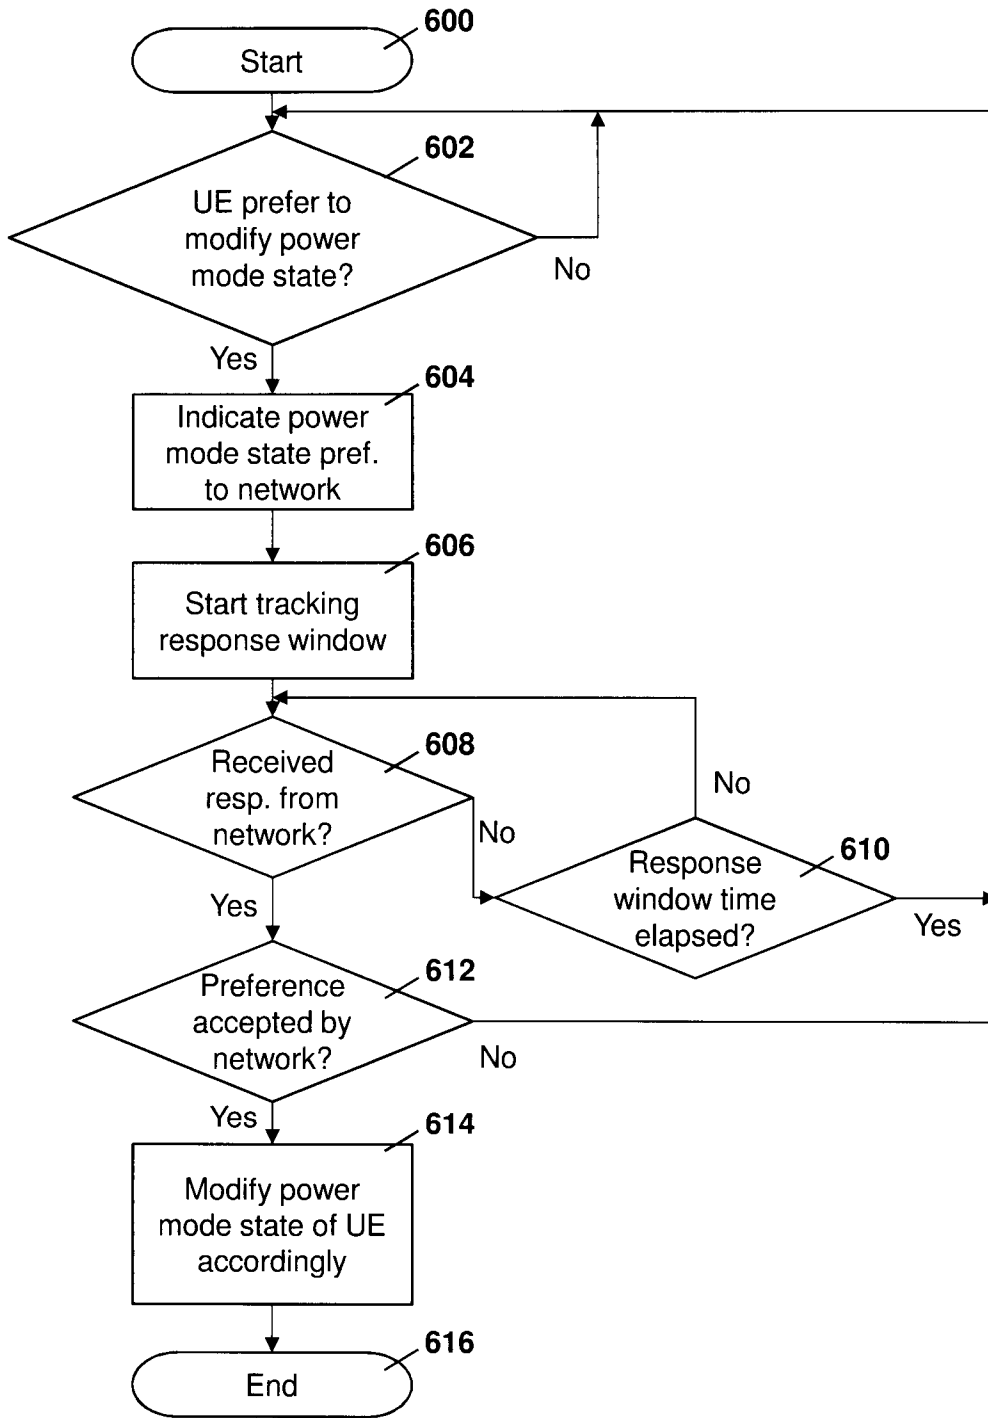 600
Start
602
UE prefer to
modify power
mode state?
No
Yes
604
Indicate power
mode state pref.
to network
606
Start tracking
response window
608
Received
resp. from
network?
No
No
610
Response
window time
elapsed?
Yes
Yes
612
Preference
accepted by
network?
No
Yes
614
Modify power
mode state of UE
accordingly
616
End